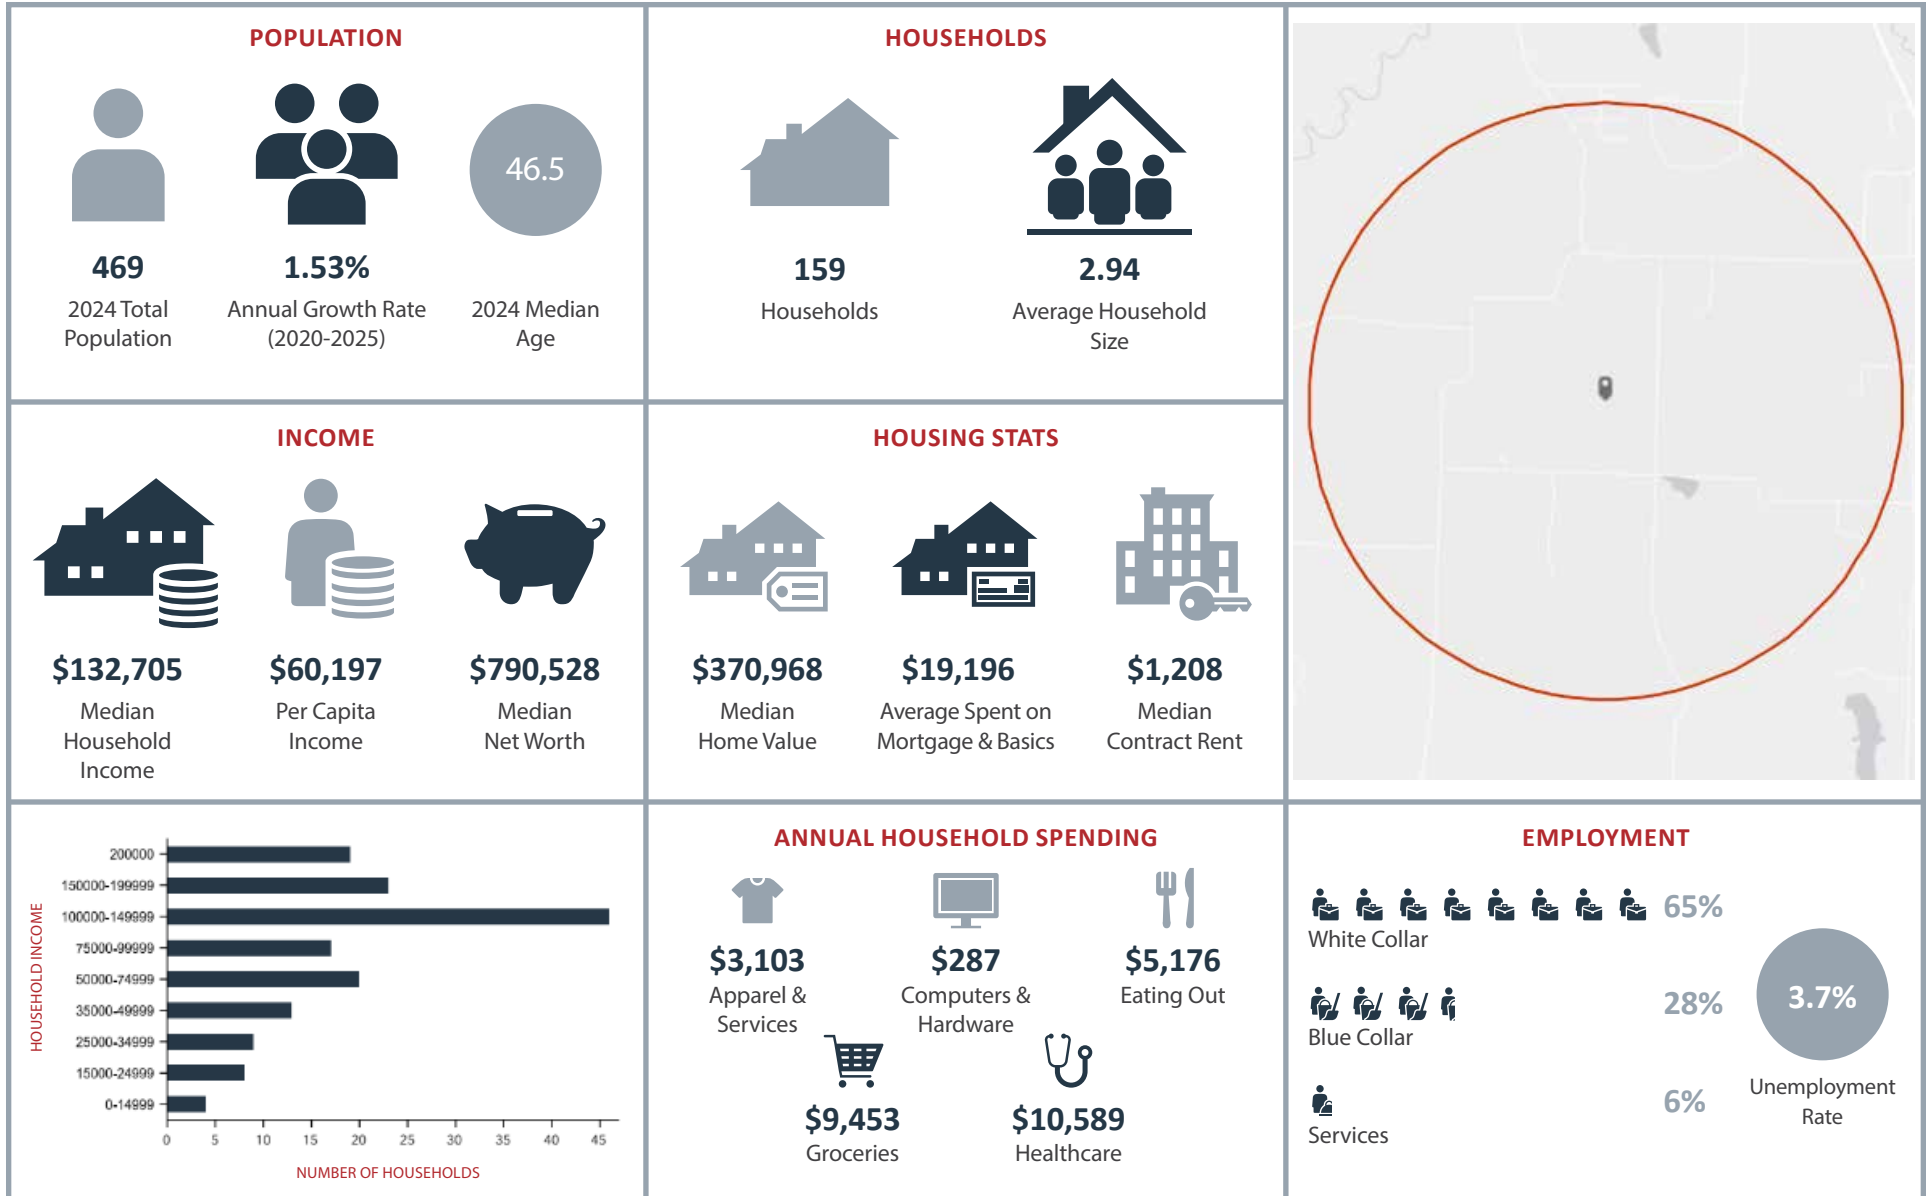 POPULATION
46.5
469
2024 Total
Population
1.53%
Annual Growth Rate
(2020-2025)
2024 Median
Age
HOUSEHOLDS
159
Households
2.94
Average Household
Size
INCOME
$132,705
Median
Household
Income
$60,197
Per Capita
Income
$790,528
Median
Net Worth
HOUSING STATS
$370,968
Median
Home Value
$19,196
Average Spent on
Mortgage & Basics
$1,208
Median
Contract Rent
HOUSEHOLD INCOME
200000
150000-199999
100000-149999
75000-99999
50000-74999
35000-49999
25000-34999
15000-24999
0-14999
0 5 10 15 20 25 30 35 40 45
NUMBER OF HOUSEHOLDS
ANNUAL HOUSEHOLD SPENDING
$3,103
Apparel &
Services
$287
Computers &
Hardware
$5,176
Eating Out
$9,453
Groceries
$10,589
Healthcare
EMPLOYMENT
65%
White Collar
28%
Blue Collar
6%
Services
3.7%
Unemployment
Rate